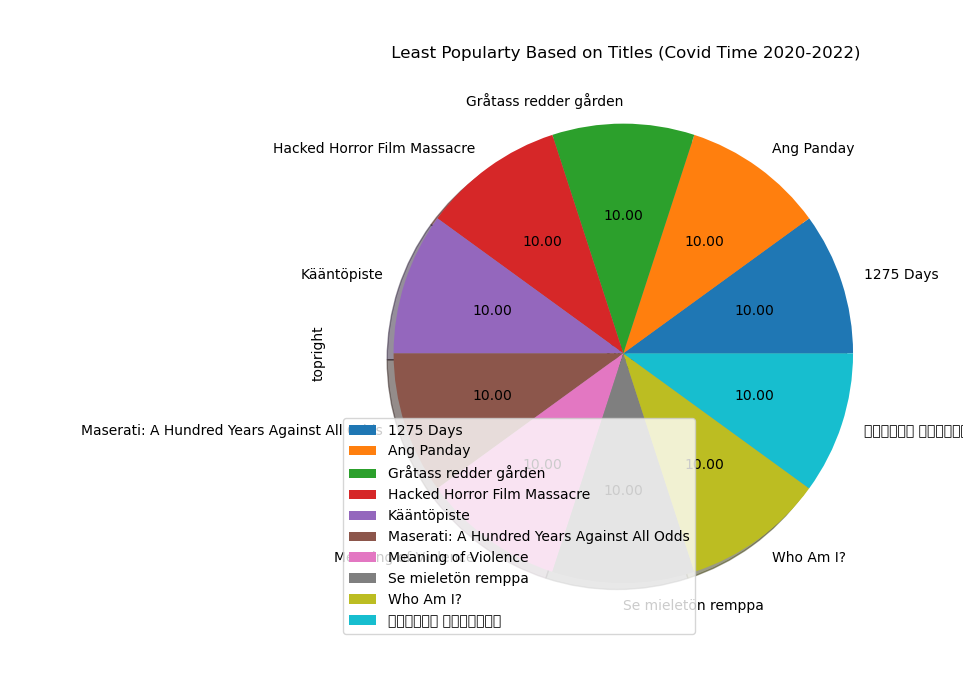 Least Popularty Based on Titles (Covid Time 2020-2022)
Gråtass redder gården
Hacked Horror Film Massacre
Ang Panday
10.00
10.00
10.00
Kääntöpiste
1275 Days
10.00
10.00
topright
10.00
10.00
Maserati: A Hundred Years Against All Odds
10.00
10.00
10.00
Meaning of Violence
Who Am I?
Se mieletön remppa
1275 Days
Ang Panday
Gråtass redder gården
Hacked Horror Film Massacre
Kääntöpiste
Maserati: A Hundred Years Against All Odds
Meaning of Violence
Se mieletön remppa
Who Am I?